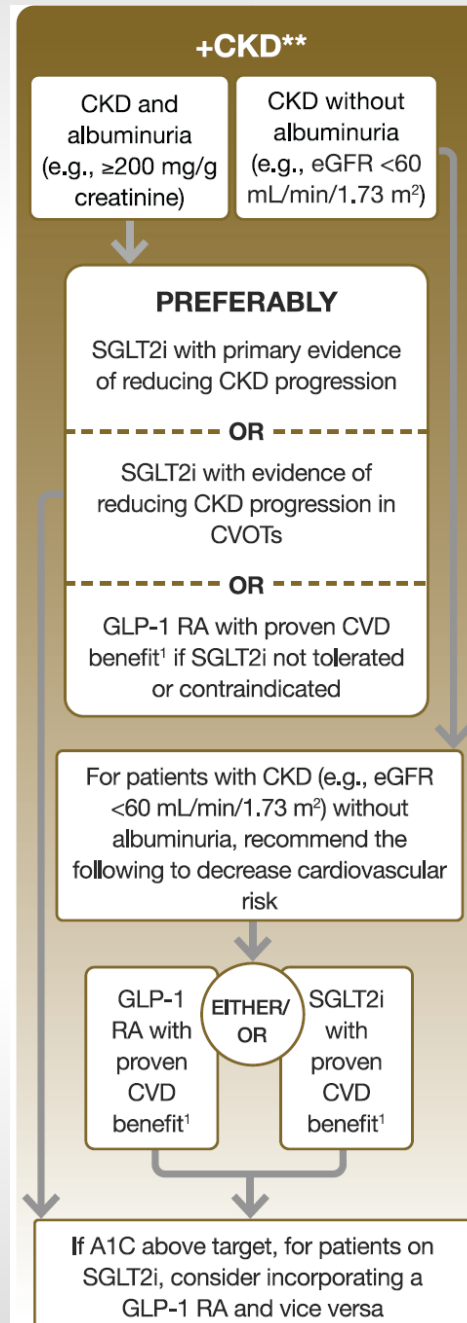 +CKD**
CKD and
albuminuria
(e.g., ≥200 mg/g
creatinine)
CKD without
albuminuria
(e.g., eGFR <60
mL/min/1.73 m²)
PREFERABLY
SGLT2i with primary evidence
of reducing CKD progression
OR
SGLT2i with evidence of
reducing CKD progression in
CVOTs
OR
GLP-1 RA with proven CVD
benefit¹ if SGLT2i not tolerated
or contraindicated
For patients with CKD (e.g., eGFR
<60 mL/min/1.73 m²) without
albuminuria, recommend the
following to decrease cardiovascular
risk
GLP-1
RA with
proven
CVD
benefit¹
EITHER/
OR
SGLT2i
with
proven
CVD
benefit¹
If A1C above target, for patients on
SGLT2i, consider incorporating a
GLP-1 RA and vice versa